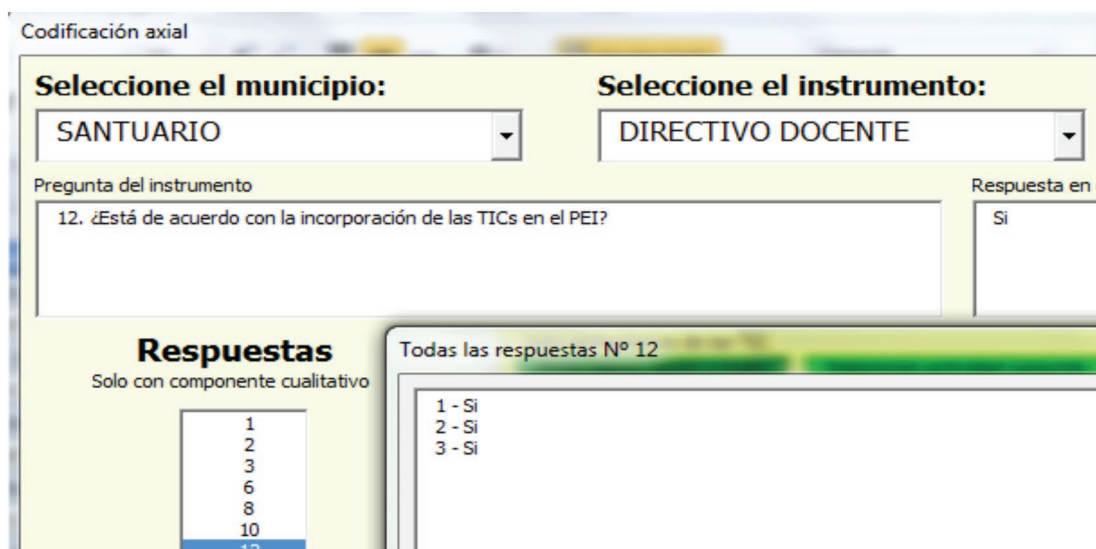 Codificación axial
Seleccione el municipio:
Seleccione el instrumento:
SANTUARIO
DIRECTIVO DOCENTE
Pregunta del instrumento
Respuesta en
12. ¿Está de acuerdo con la incorporación de las TICs en el PEI?
Si
Respuestas
Solo con componente cualitativo
1
2
3
6
8
10
12
Todas las respuestas Nº 12
1 - Si
2 - Si
3 - Si